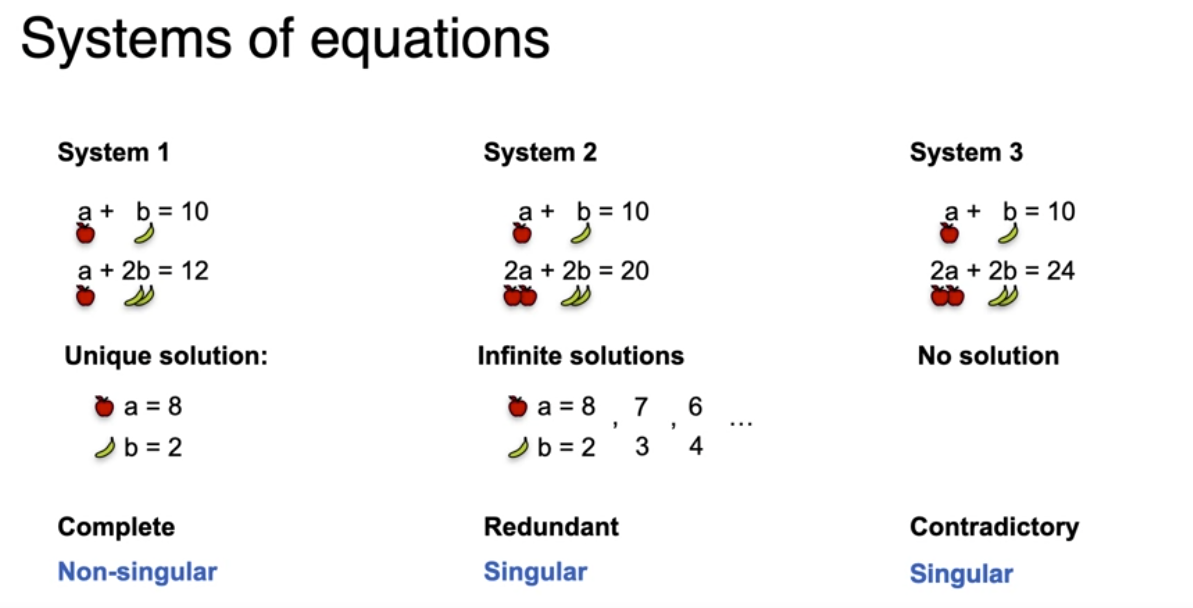 Systems of equations
System 1
a + b = 10
a + 2b = 12
Unique solution:
a = 8
b = 2
Complete
Non-singular
System 2
a + b = 10
2a + 2b = 20
Infinite solutions
a = 8 , 7 , 6 ...
b = 2 3 4
Redundant
Singular
System 3
a + b = 10
2a + 2b = 24
No solution
Contradictory
Singular